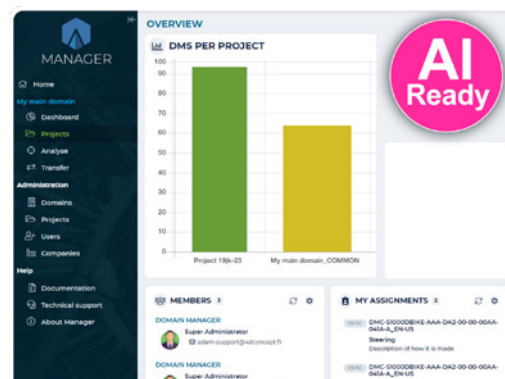 MANAGER
Home
My main domain
Dashboard
Projects
Analyse
Transfer
Administration
Domains
Projects
Users
Companies
Help
Documentation
Technical support
About Manager
OVERVIEW
DMS PER PROJECT
100
90
80
70
60
50
40
30
20
10
0
Project 19jk-23
My main domain_COMMON
AI
Ready
MEMBERS 3
DOMAIN MANAGER
Super Administrator
adam-support@4dconcept.fr
DOMAIN MANAGER
Super Administrator
MY ASSIGNMENTS 2
DESC DMC-S1000DBIKE-AAA-DA2-00-00-00AA-
041A-A_EN-US
Steering
Description of how it is made
DESC DMC-S1000DBIKE-AAA-DA2-00-00-00AA-
041A-A_EN-US